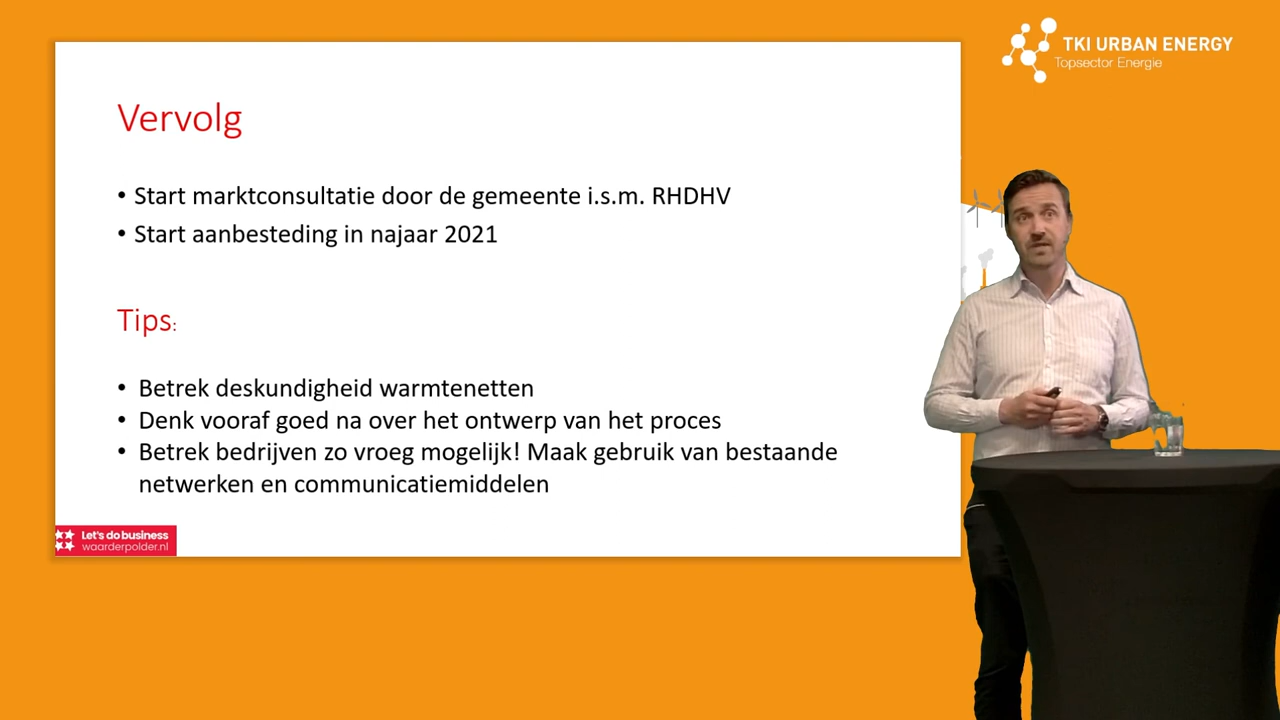 TKI URBAN ENERGY
Topsector Energie
Vervolg
• Start marktconsultatie door de gemeente i.s.m. RHDHV
• Start aanbesteding in najaar 2021
Tips:
• Betrek deskundigheid warmtenetten
• Denk vooraf goed na over het ontwerp van het proces
• Betrek bedrijven zo vroeg mogelijk! Maak gebruik van bestaande
netwerken en communicatiemiddelen
Let's do business
waarderpolder.nl